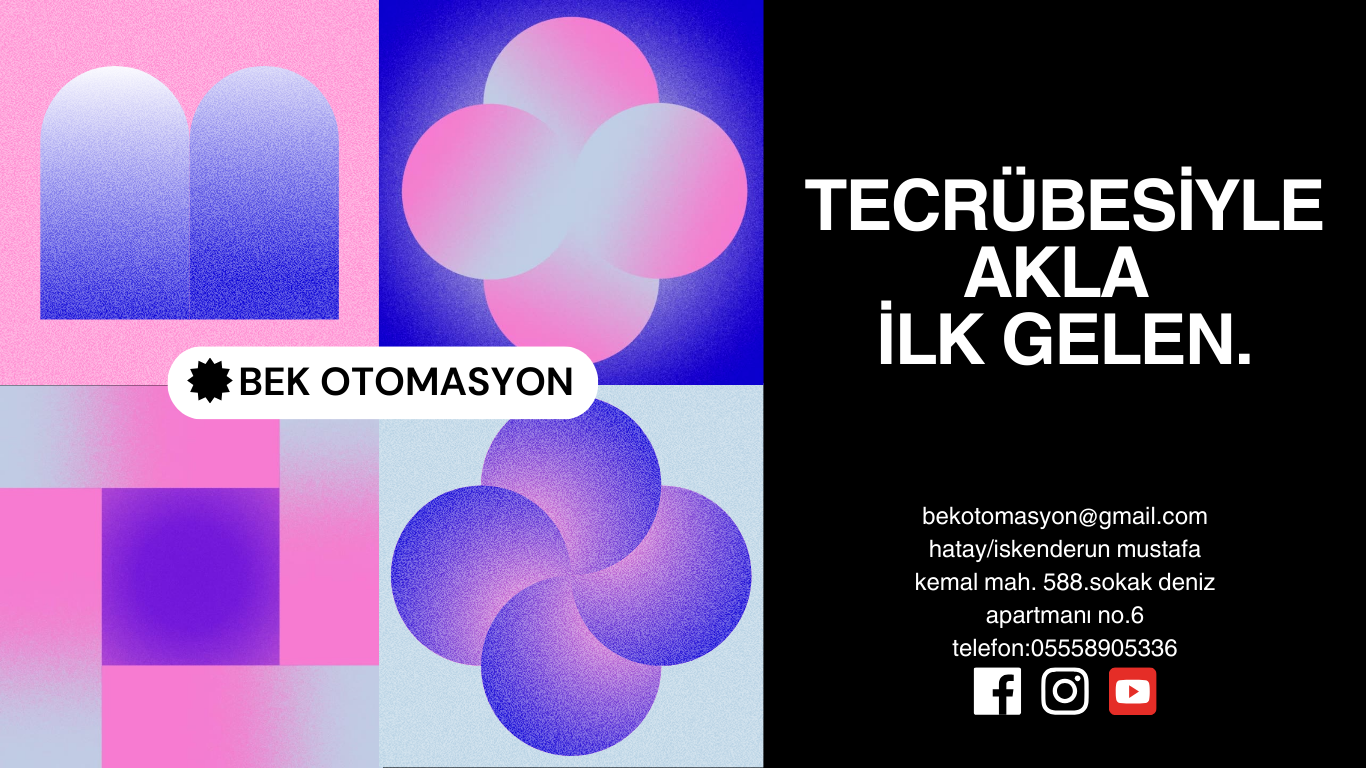 BEK OTOMASYON
TECRÜBESİYLE
AKLA
İLK GELEN.
bekotomasyon@gmail.com
hatay/iskenderun mustafa
kemal mah. 588.sokak deniz
apartmanı no.6
telefon:05558905336